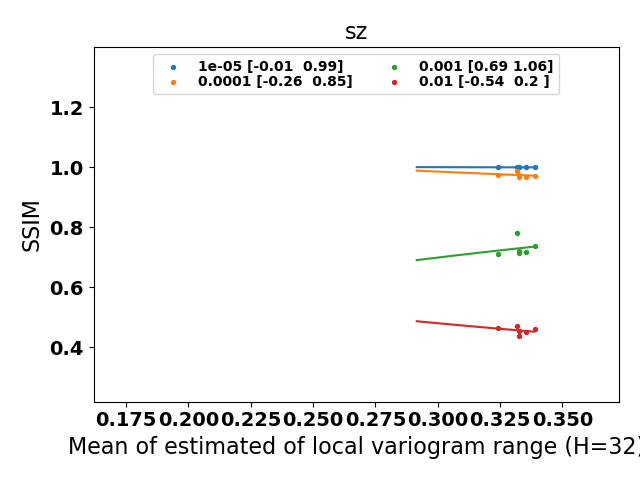 sz
1e-05 [-0.01  0.99]
0.0001 [-0.26  0.85]
0.001 [0.69 1.06]
0.01 [-0.54  0.2 ]
SSIM
1.2
1.0
0.8
0.6
0.4
0.175 0.200 0.225 0.250 0.275 0.300 0.325 0.350
Mean of estimated of local variogram range (H=32)